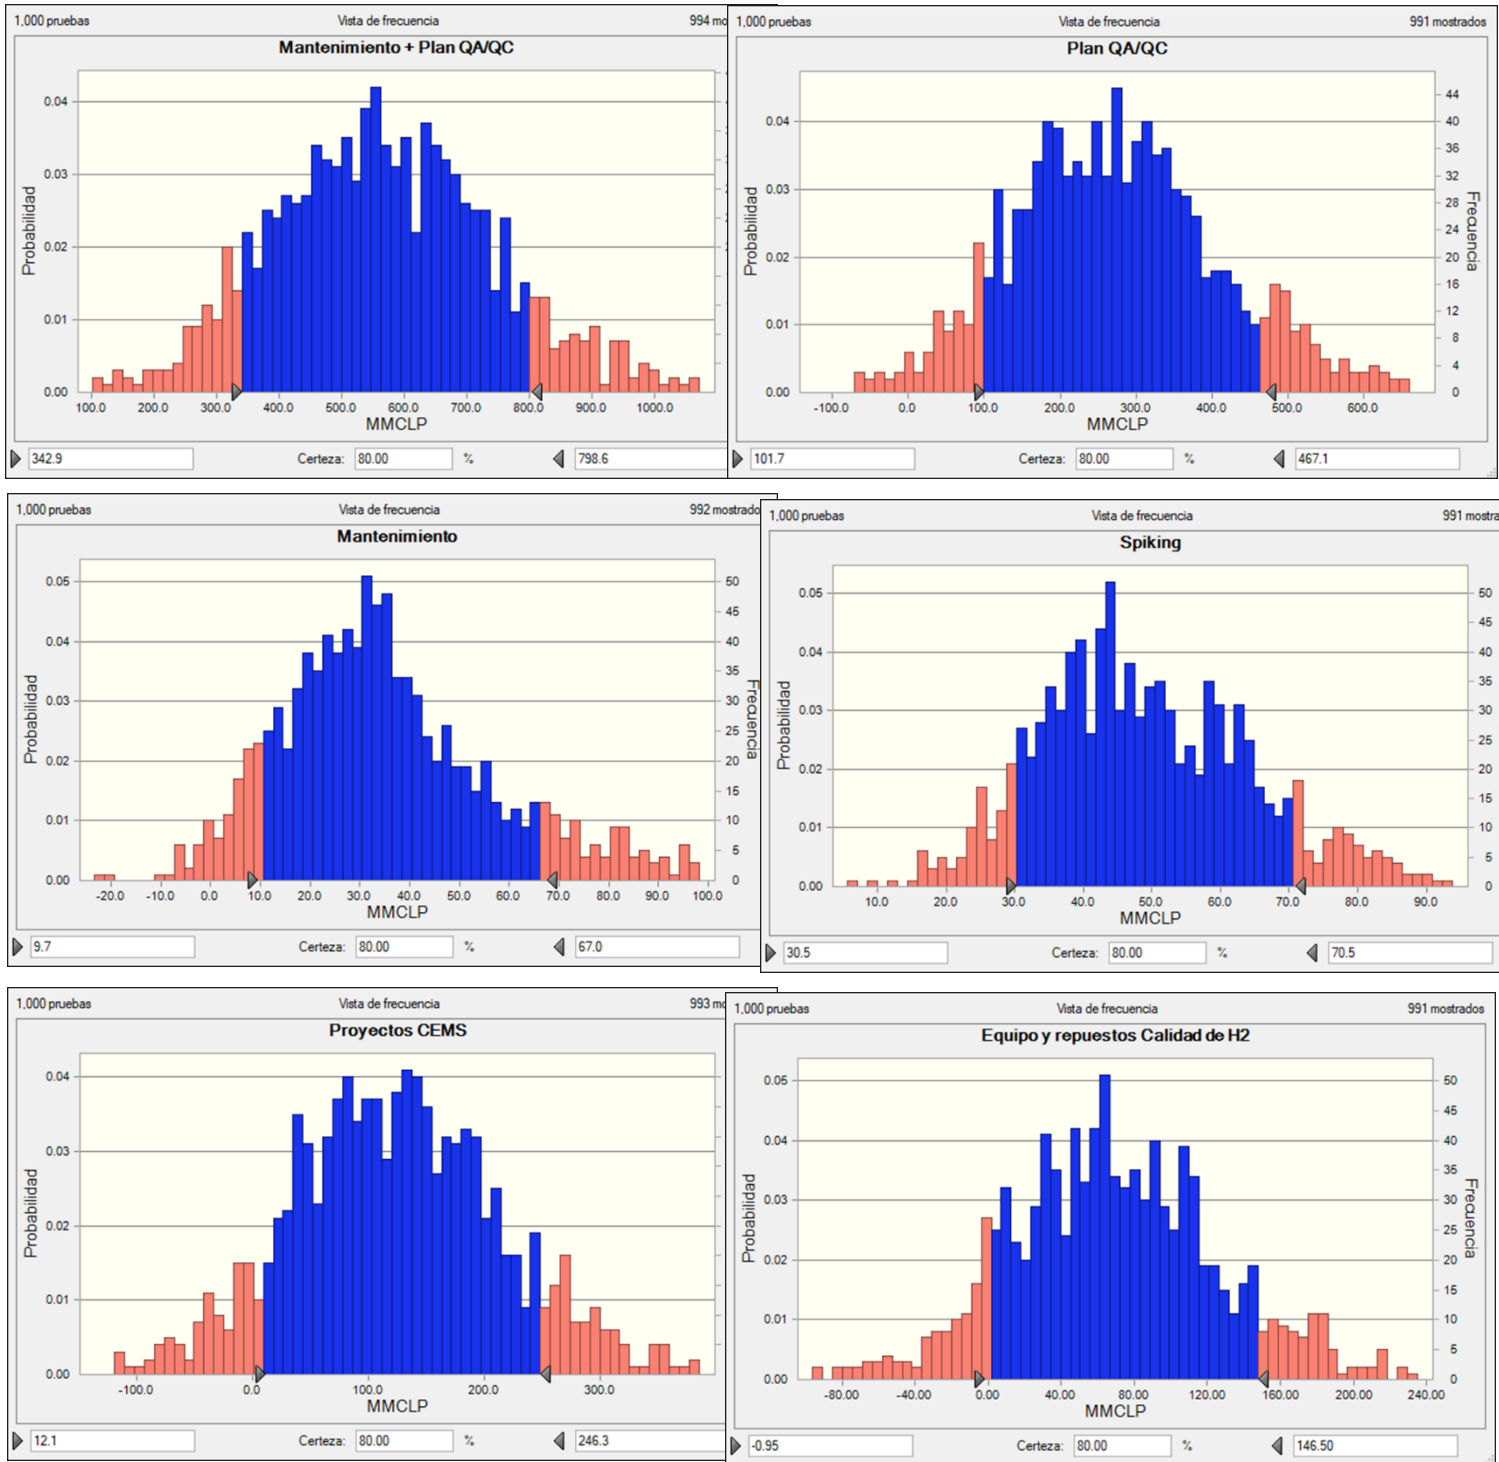 1,000 pruebas Vista de frecuencia 994 mo
Mantenimiento + Plan QA/QC
Probabilidad
0.04
0.03
0.02
0.01
0.00
100.0 200.0 300.0 400.0 500.0 600.0 700.0 800.0 900.0 1000.0
MMCLP
342.9 Certeza: 80.00 % 798.6
1,000 pruebas Vista de frecuencia 991 mostrados
Plan QA/QC
Probabilidad
0.04
0.03
0.02
0.01
0.00
44
40
36
32
28
24
20
16
12
8
4
0
Frecuencia
-100.0 0.0 100.0 200.0 300.0 400.0 500.0 600.0
MMCLP
101.7 Certeza: 80.00 % 467.1
1,000 pruebas Vista de frecuencia 992 mostrado
Mantenimiento
Probabilidad
0.05
0.04
0.03
0.02
0.01
0.00
50
45
40
35
30
25
20
15
10
5
0
Frecuencia
-20.0 -10.0 0.0 10.0 20.0 30.0 40.0 50.0 60.0 70.0 80.0 90.0 100.0
MMCLP
9.7 Certeza: 80.00 % 67.0
1,000 pruebas Vista de frecuencia 991 mostra
Spiking
Probabilidad
0.05
0.04
0.03
0.02
0.01
0.00
50
45
40
35
30
25
20
15
10
5
0
10.0 20.0 30.0 40.0 50.0 60.0 70.0 80.0 90.0
MMCLP
30.5 Certeza: 80.00 % 70.5
1,000 pruebas Vista de frecuencia 993 mo
Proyectos CEMS
Probabilidad
0.04
0.03
0.02
0.01
0.00
-100.0 0.0 100.0 200.0 300.0
MMCLP
12.1 Certeza: 80.00 % 246.3
1,000 pruebas Vista de frecuencia 991 mostrados
Equipo y repuestos Calidad de H2
Probabilidad
0.05
0.04
0.03
0.02
0.01
0.00
50
45
40
35
30
25
20
15
10
5
0
Frecuencia
-80.00 -40.00 0.00 40.00 80.00 120.00 160.00 200.00 240.00
MMCLP
-0.95 Certeza: 80.00 % 146.50